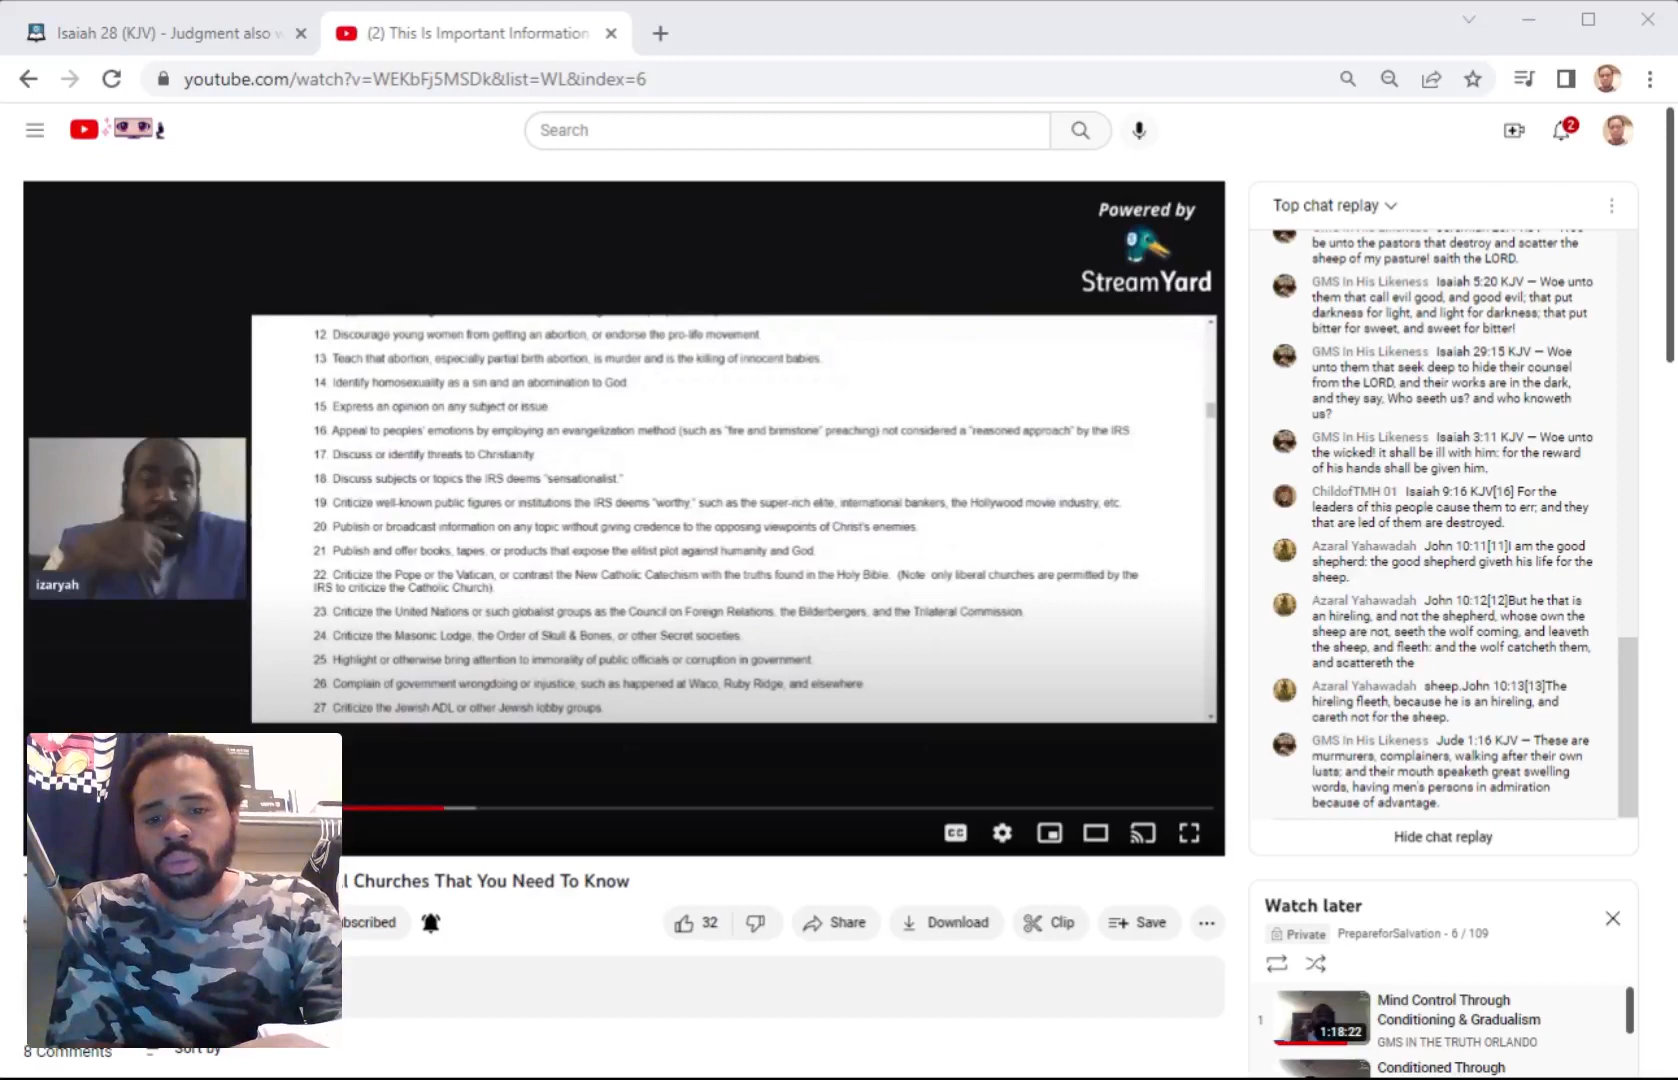 Isaiah 28 (KJV) - Judgment also w
(2) This Is Important Information
youtube.com/watch?v=WEKbFj5MSDk&list=WL&index=6
Search
2
Powered by
StreamYard
12. Discourage young women from getting an abortion, or endorse the pro-life movement.
13. Teach that abortion, especially partial birth abortion, is murder and is the killing of innocent babies.
14. Identify homosexuality as a sin and an abomination to God.
15. Express an opinion on any subject or issue.
16. Appeal to peoples' emotions by employing an evangelization method (such as "fire and brimstone" preaching) not considered a "reasoned approach" by the IRS.
17. Discuss or identify threats to Christianity.
18. Discuss subjects or topics the IRS deems "sensationalist."
19. Criticize well-known public figures or institutions the IRS deems "worthy," such as the super-rich elite, international bankers, the Hollywood movie industry, etc.
20. Publish or broadcast information on any topic without giving credence to the opposing viewpoints of Christ's enemies.
21. Publish and offer books, tapes, or products that expose the elitist plot against humanity and God.
22. Criticize the Pope or the Vatican, or contrast the New Catholic Catechism with the truths found in the Holy Bible. (Note: only liberal churches are permitted by the
IRS to criticize the Catholic Church).
23. Criticize the United Nations or such globalist groups as the Council on Foreign Relations, the Bilderbergers, and the Trilateral Commission.
24. Criticize the Masonic Lodge, the Order of Skull & Bones, or other Secret societies.
25. Highlight or otherwise bring attention to immorality of public officials or corruption in government.
26. Complain of government wrongdoing or injustice, such as happened at Waco, Ruby Ridge, and elsewhere.
27. Criticize the Jewish ADL or other Jewish lobby groups.
izaryah
CC
l Churches That You Need To Know
bscribed
32
Share
Download
Clip
Save
8 Comments
Sort by
Top chat replay
be unto the pastors that destroy and scatter the
sheep of my pasture! saith the LORD.
GMS In His Likeness Isaiah 5:20 KJV — Woe unto
them that call evil good, and good evil; that put
darkness for light, and light for darkness; that put
bitter for sweet, and sweet for bitter!
GMS In His Likeness Isaiah 29:15 KJV — Woe
unto them that seek deep to hide their counsel
from the LORD, and their works are in the dark,
and they say, Who seeth us? and who knoweth
us?
GMS In His Likeness Isaiah 3:11 KJV — Woe unto
the wicked! it shall be ill with him: for the reward
of his hands shall be given him.
ChildofTMH 01 Isaiah 9:16 KJV[16] For the
leaders of this people cause them to err; and they
that are led of them are destroyed.
Azaral Yahawadah John 10:11[11]I am the good
shepherd: the good shepherd giveth his life for the
sheep.
Azaral Yahawadah John 10:12[12]But he that is
an hireling, and not the shepherd, whose own the
sheep are not, seeth the wolf coming, and leaveth
the sheep, and fleeth: and the wolf catcheth them,
and scattereth the
Azaral Yahawadah sheep.John 10:13[13]The
hireling fleeth, because he is an hireling, and
careth not for the sheep.
GMS In His Likeness Jude 1:16 KJV — These are
murmurers, complainers, walking after their own
lusts; and their mouth speaketh great swelling
words, having men's persons in admiration
because of advantage.
Hide chat replay
Watch later
Private PrepareforSalvation - 6 / 109
1
1:18:22
Mind Control Through
Conditioning & Gradualism
GMS IN THE TRUTH ORLANDO
Conditioned Through